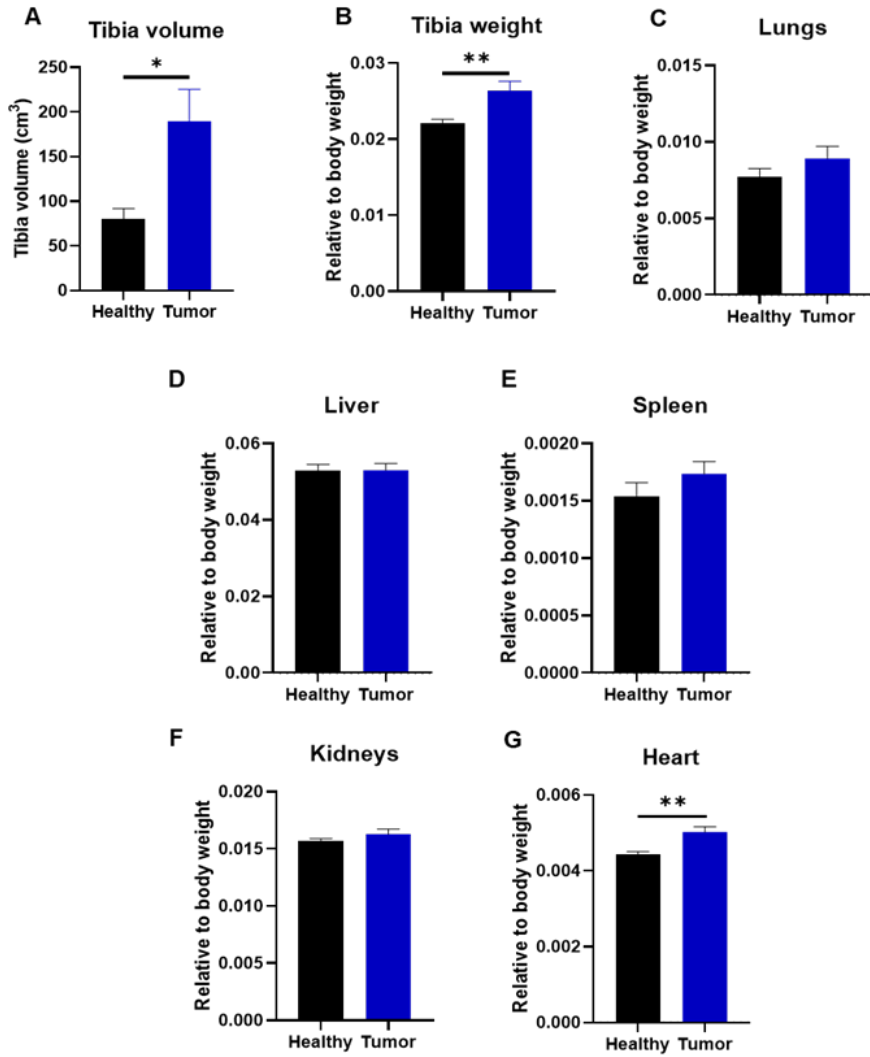 A
Tibia volume
Tibia volume (cm³)
250
200
150
100
50
0
*
Healthy Tumor
B
Tibia weight
Relative to body weight
0.03
0.02
0.01
0.00
**
Healthy Tumor
C
Lungs
Relative to body weight
0.015
0.010
0.005
0.000
Healthy Tumor
D
Liver
Relative to body weight
0.06
0.04
0.02
0.00
Healthy Tumor
E
Spleen
Relative to body weight
0.0020
0.0015
0.0010
0.0005
0.0000
Healthy Tumor
F
Kidneys
Relative to body weight
0.020
0.015
0.010
0.005
0.000
Healthy Tumor
G
Heart
Relative to body weight
0.006
0.004
0.002
0.000
**
Healthy Tumor